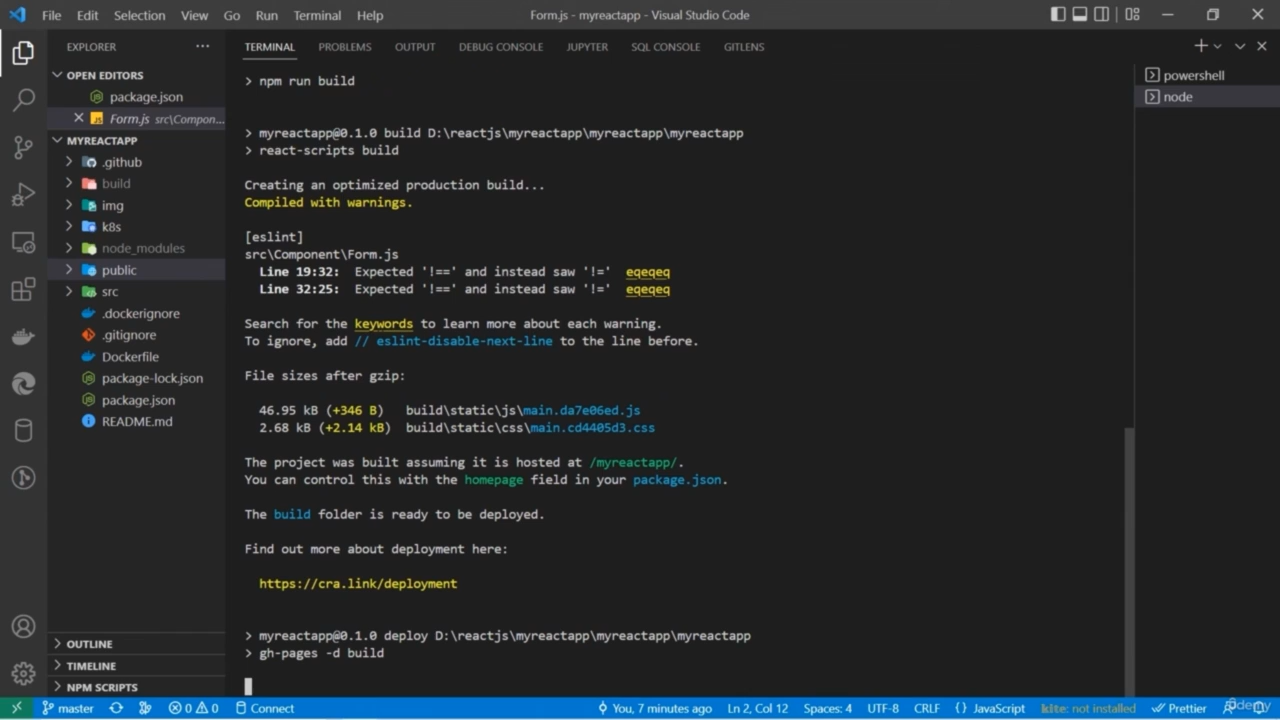 File Edit Selection View Go Run Terminal Help Form.js - myreactapp - Visual Studio Code
EXPLORER ...
OPEN EDITORS
package.json
Form.js src\Compon...
MYREACTAPP
.github
build
img
k8s
node_modules
public
src
.dockerignore
.gitignore
Dockerfile
package-lock.json
package.json
README.md
OUTLINE
TIMELINE
NPM SCRIPTS
TERMINAL PROBLEMS OUTPUT DEBUG CONSOLE JUPYTER SQL CONSOLE GITLENS
> npm run build
> myreactapp@0.1.0 build D:\reactjs\myreactapp\myreactapp\myreactapp
> react-scripts build
Creating an optimized production build...
Compiled with warnings.
[eslint]
src\Component\Form.js
Line 19:32: Expected '!==' and instead saw '!=' eqeqeq
Line 32:25: Expected '!==' and instead saw '!=' eqeqeq
Search for the keywords to learn more about each warning.
To ignore, add // eslint-disable-next-line to the line before.
File sizes after gzip:
46.95 kB (+346 B) build\static\js\main.da7e06ed.js
2.68 kB (+2.14 kB) build\static\css\main.cd4405d3.css
The project was built assuming it is hosted at /myreactapp/.
You can control this with the homepage field in your package.json.
The build folder is ready to be deployed.
Find out more about deployment here:
https://cra.link/deployment
> myreactapp@0.1.0 deploy D:\reactjs\myreactapp\myreactapp\myreactapp
> gh-pages -d build
powershell
node
master 0 0 Connect You, 7 minutes ago Ln 2, Col 12 Spaces: 4 UTF-8 CRLF {} JavaScript kite: not installed Prettier
Udemy